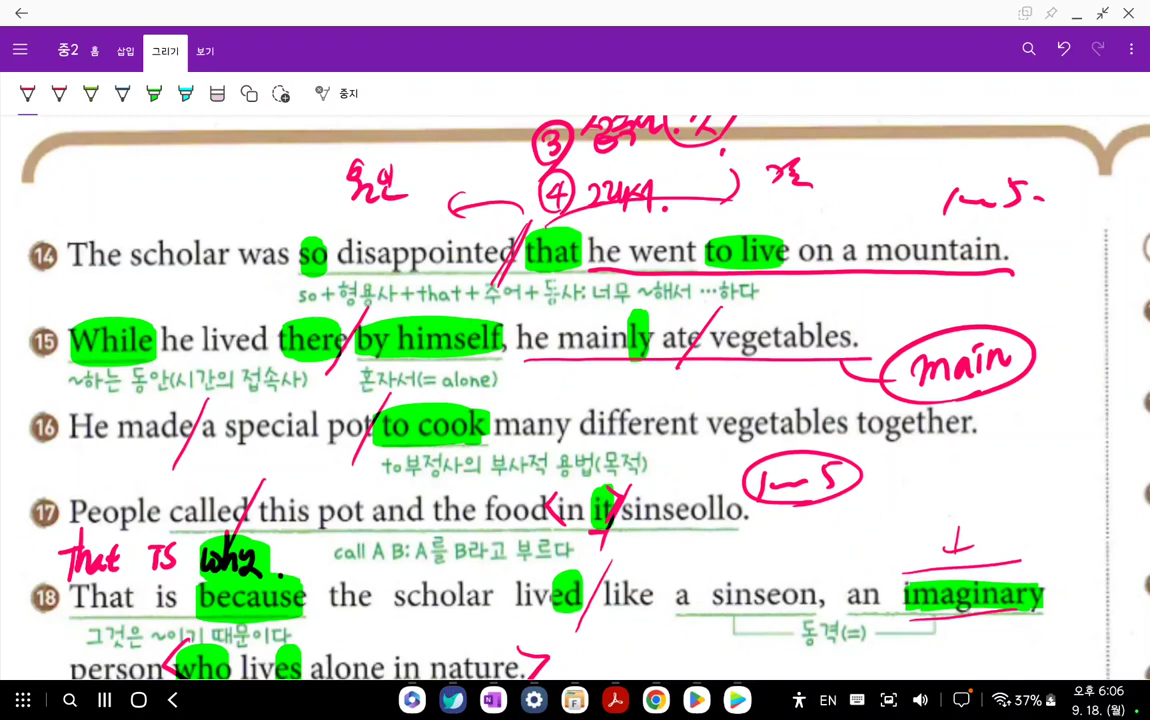 중2 홈 삽입 그리기 보기
중지
③
④ 그래서.
원인
1~5.
⑭ The scholar was so disappointed that he went to live on a mountain.
so+형용사+that+주어+동사: 너무 ~해서 …하다
⑮ While he lived there by himself, he mainly ate vegetables.
~하는 동안(시간의 접속사) 혼자서(= alone)
main
⑯ He made a special pot to cook many different vegetables together.
to부정사의 부사적 용법(목적)
1~5
⑰ People called this pot and the food in it sinseollo.
call A B: A를 B라고 부르다
That is why.
⑱ That is because the scholar lived like a sinseon, an imaginary
그것은 ~이기 때문이다 동격(=)
person who lives alone in nature.
EN 37% 오후 6:06
9. 18. (월)